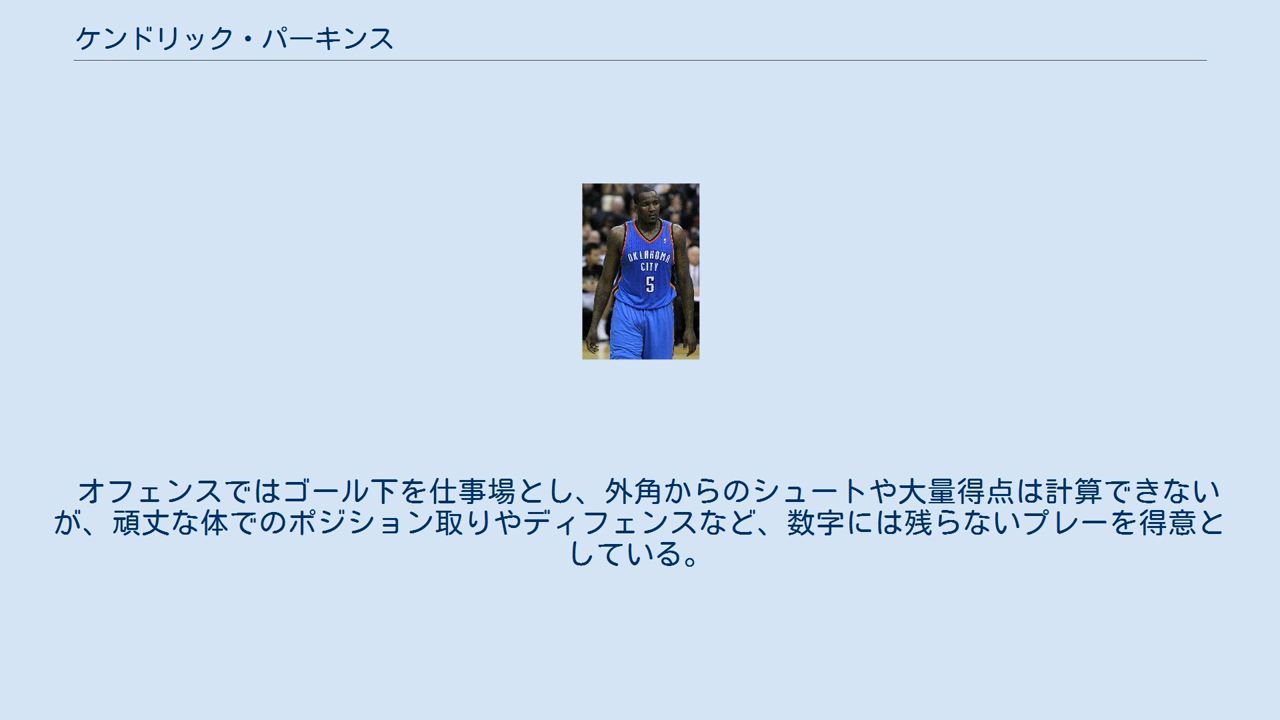 ケンドリック・パーキンス
OKLAHOMA
CITY
5
オフェンスではゴール下を仕事場とし、外角からのシュートや大量得点は計算できない
が、頑丈な体でのポジション取りやディフェンスなど、数字には残らないプレーを得意と
している。